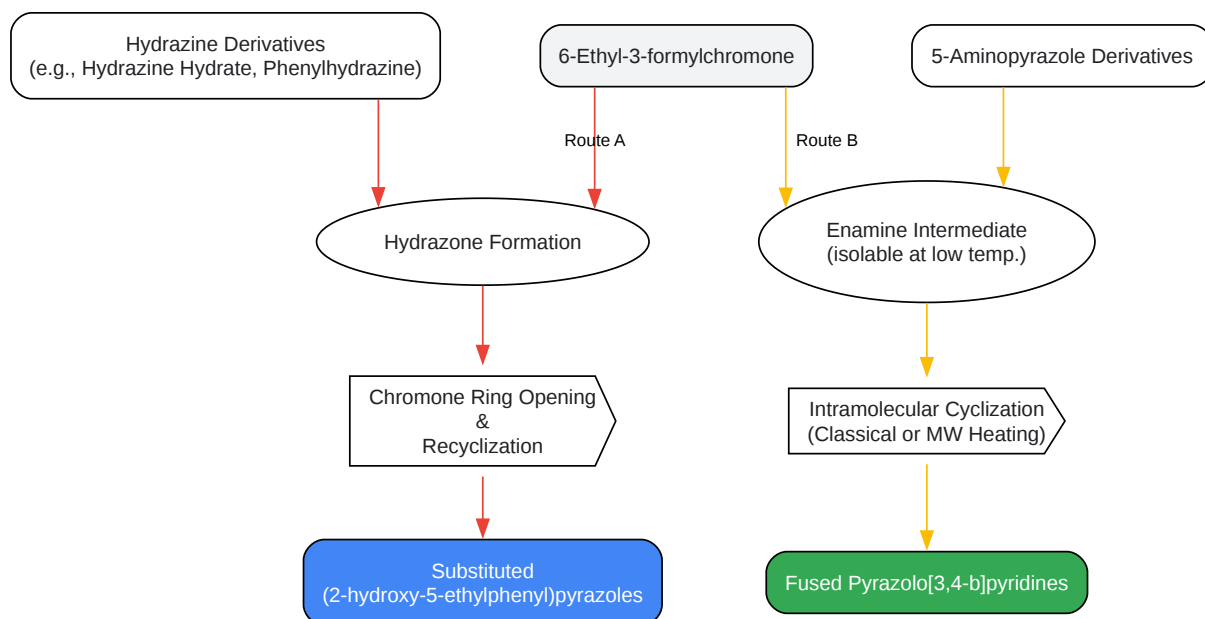 Hydrazine Derivatives
(e.g., Hydrazine Hydrate, Phenylhydrazine)
6-Ethyl-3-formylchromone
5-Aminopyrazole Derivatives
Route A
Route B
Hydrazone Formation
Enamine Intermediate
(isolable at low temp.)
Chromone Ring Opening
&
Recyclization
Intramolecular Cyclization
(Classical or MW Heating)
Substituted
(2-hydroxy-5-ethylphenyl)pyrazoles
Fused Pyrazolo[3,4-b]pyridines